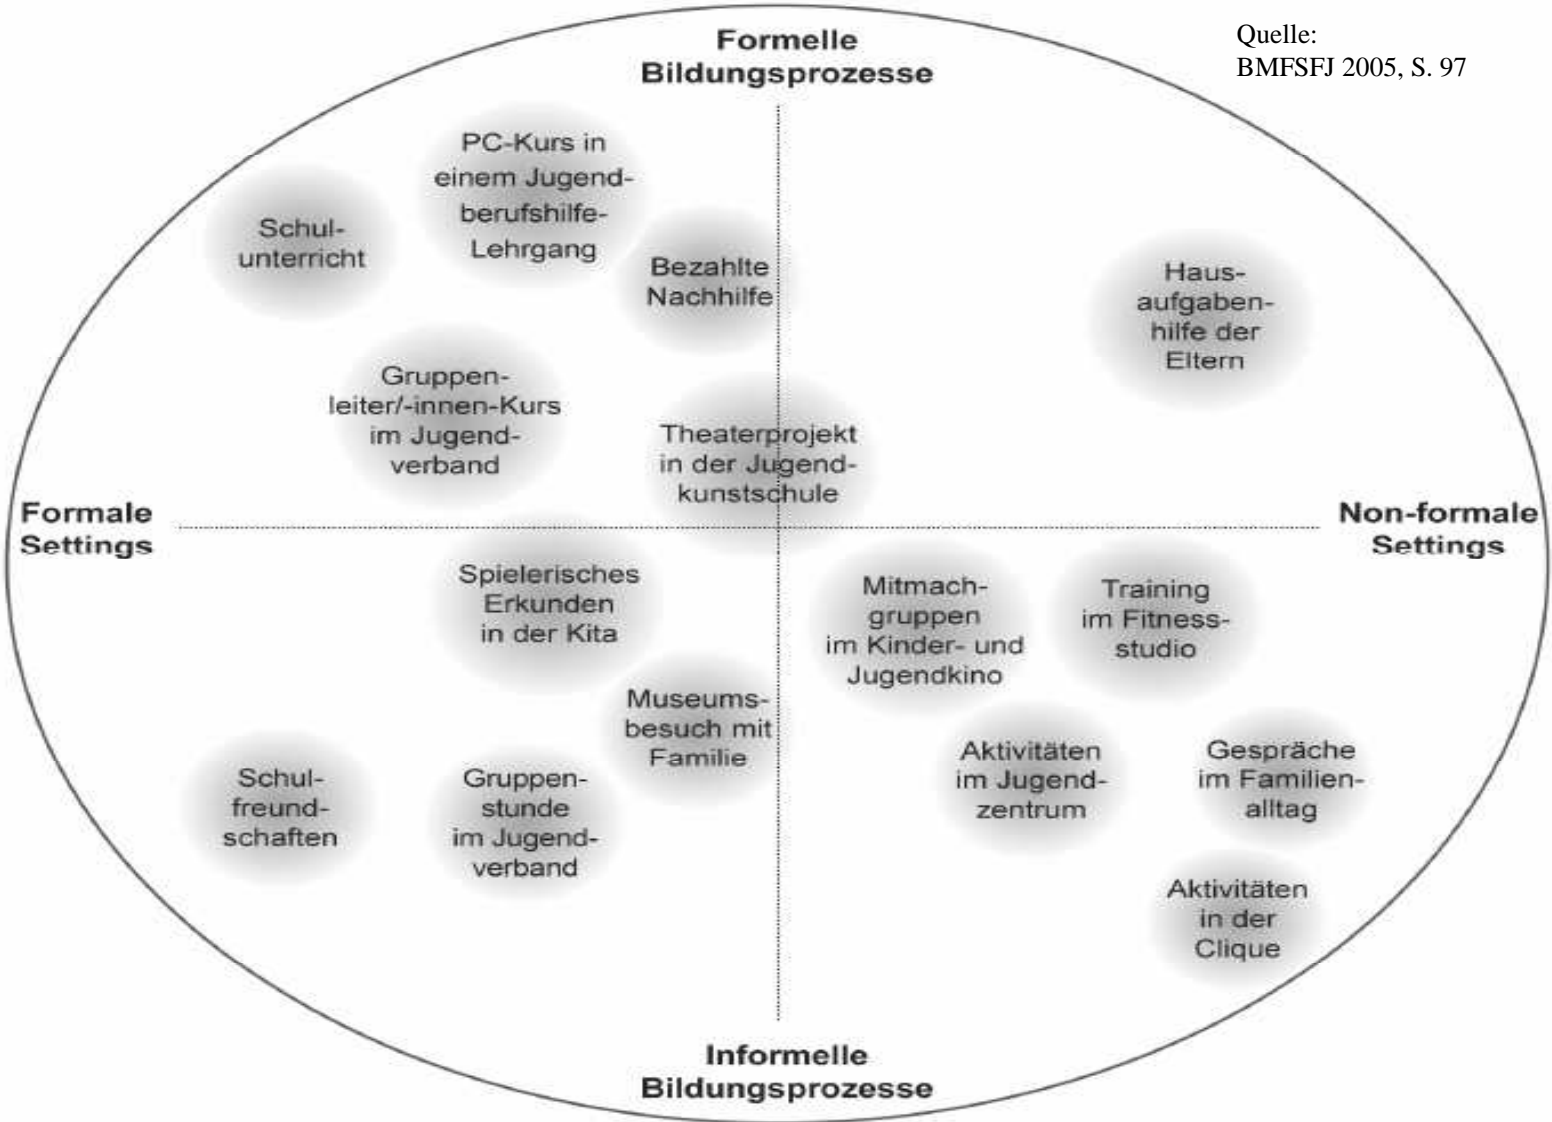 Formelle
Bildungsprozesse
Quelle:
BMFSFJ 2005, S. 97
PC-Kurs in
einem Jugend-
berufshilfe-
Lehrgang
Schul-
unterricht
Bezahlte
Nachhilfe
Haus-
aufgaben-
hilfe der
Eltern
Gruppen-
leiter/-innen-Kurs
im Jugend-
verband
Theaterprojekt
in der Jugend-
kunstschule
Formale
Settings
Non-formale
Settings
Spielerisches
Erkunden
in der Kita
Mitmach-
gruppen
im Kinder- und
Jugendkino
Training
im Fitness-
studio
Museums-
besuch mit
Familie
Schul-
freund-
schaften
Gruppen-
stunde
im Jugend-
verband
Aktivitäten
im Jugend-
zentrum
Gespräche
im Familien-
alltag
Aktivitäten
in der
Clique
Informelle
Bildungsprozesse